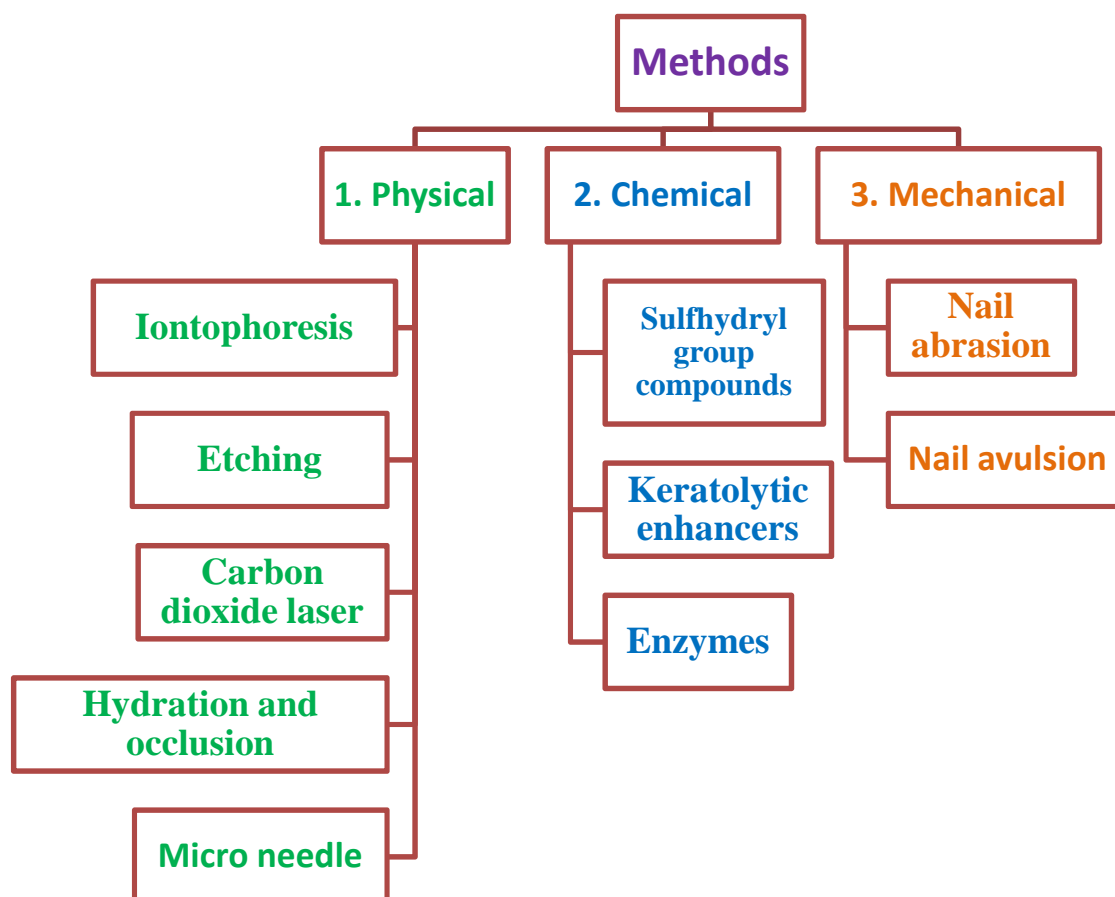 Methods
1. Physical
2. Chemical
3. Mechanical
Iontophoresis
Etching
Carbon
dioxide laser
Hydration and
occlusion
Micro needle
Sulfhydryl
group
compounds
Keratolytic
enhancers
Enzymes
Nail
abrasion
Nail avulsion